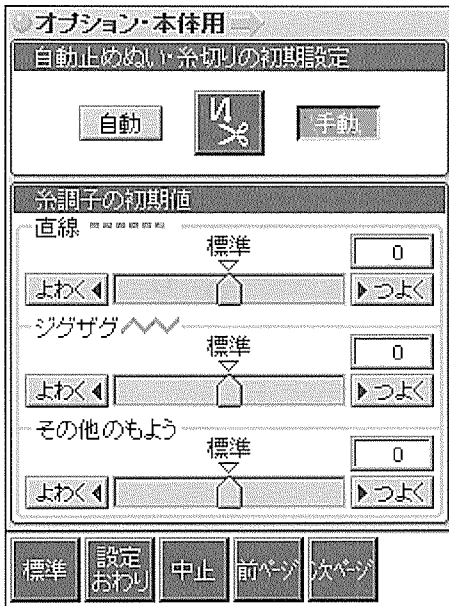 オプション・本体用
自動止めぬい・糸切りの初期設定
自動
手動
糸調子の初期値
直線
標準
0
よわく
つよく
ジグザグ
標準
0
よわく
つよく
その他のもよう
標準
0
よわく
つよく
標準
設定
おわり
中止
前ページ
次ページ